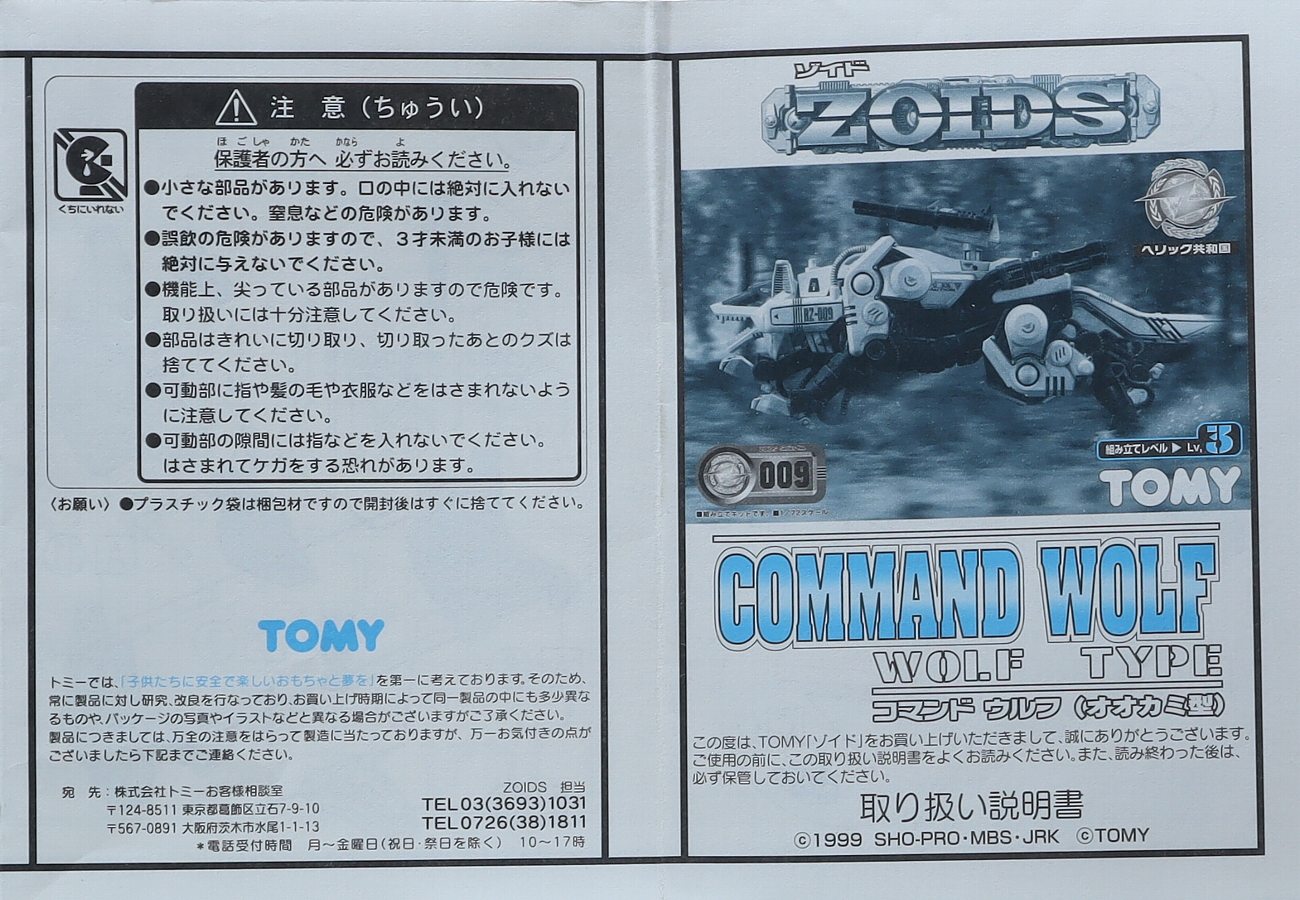 注 意（ちゅうい）
ほ ご しゃ かた かなら よ
保護者の方へ 必ずお読みください。
くちにいれない
●小さな部品があります。口の中には絶対に入れない
でください。窒息などの危険があります。
●誤飲の危険がありますので、3才未満のお子様には
絶対に与えないでください。
●機能上、尖っている部品がありますので危険です。
取り扱いには十分注意してください。
●部品はきれいに切り取り、切り取ったあとのクズは
捨ててください。
●可動部に指や髪の毛や衣服などをはさまれないよう
に注意してください。
●可動部の隙間には指などを入れないでください。
はさまれてケガをする恐れがあります。
〈お願い〉●プラスチック袋は梱包材ですので開封後はすぐに捨ててください。
TOMY
トミーでは、「子供たちに安全で楽しいおもちゃと夢を」を第一に考えております。そのため、
常に製品に対し研究、改良を行なっており、お買い上げ時期によって同一製品の中にも多少異な
るものや、パッケージの写真やイラストなどと異なる場合がございますがご了承ください。
製品につきましては、万全の注意をはらって製造に当たっておりますが、万一お気付きの点が
ございましたら下記までご連絡ください。
宛 先：株式会社トミーお客様相談室
〒124-8511 東京都葛飾区立石7-9-10
〒567-0891 大阪府茨木市水尾1-1-13
ZOIDS 担当
TEL03(3693)1031
TEL0726(38)1811
＊電話受付時間 月〜金曜日(祝日・祭日を除く) 10〜17時
ゾイド
ZOIDS
ヘリック共和国
RZ-009
009
組み立てレベル ▶ Lv. 3
TOMY
■組み立てキットです。■1/72スケール
COMMAND WOLF
WOLF TYPE
コマンド ウルフ（オオカミ型）
この度は、TOMY「ゾイド」をお買い上げいただきまして、誠にありがとうございます。
ご使用の前に、この取り扱い説明書をよくお読みください。また、読み終わった後は、
必ず保管しておいてください。
取り扱い説明書
©1999 SHO-PRO・MBS・JRK ©TOMY